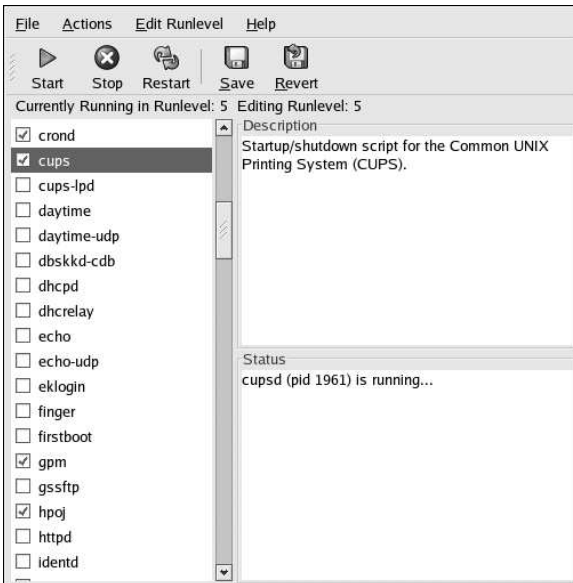 File Actions Edit Runlevel Help
Start Stop Restart Save Revert
Currently Running in Runlevel: 5 Editing Runlevel: 5
crond
cups
cups-lpd
daytime
daytime-udp
dbskkd-cdb
dhcpd
dhcrelay
echo
echo-udp
eklogin
finger
firstboot
gpm
gssftp
hpoj
httpd
identd
Description
Startup/shutdown script for the Common UNIX
Printing System (CUPS).
Status
cupsd (pid 1961) is running...